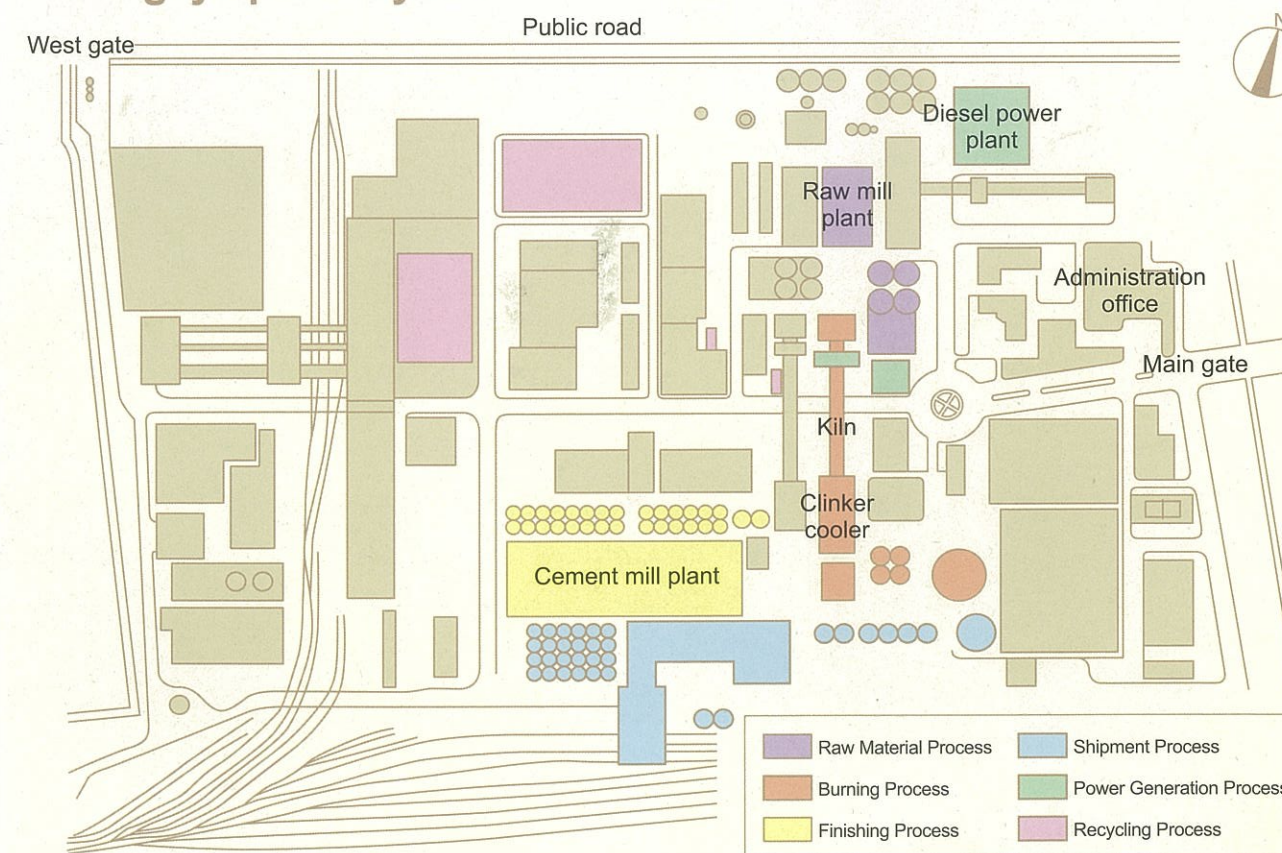 Public road
West gate
N
Diesel power
plant
Raw mill
plant
Administration
office
Main gate
Kiln
Clinker
cooler
Cement mill plant
Raw Material Process
Shipment Process
Burning Process
Power Generation Process
Finishing Process
Recycling Process